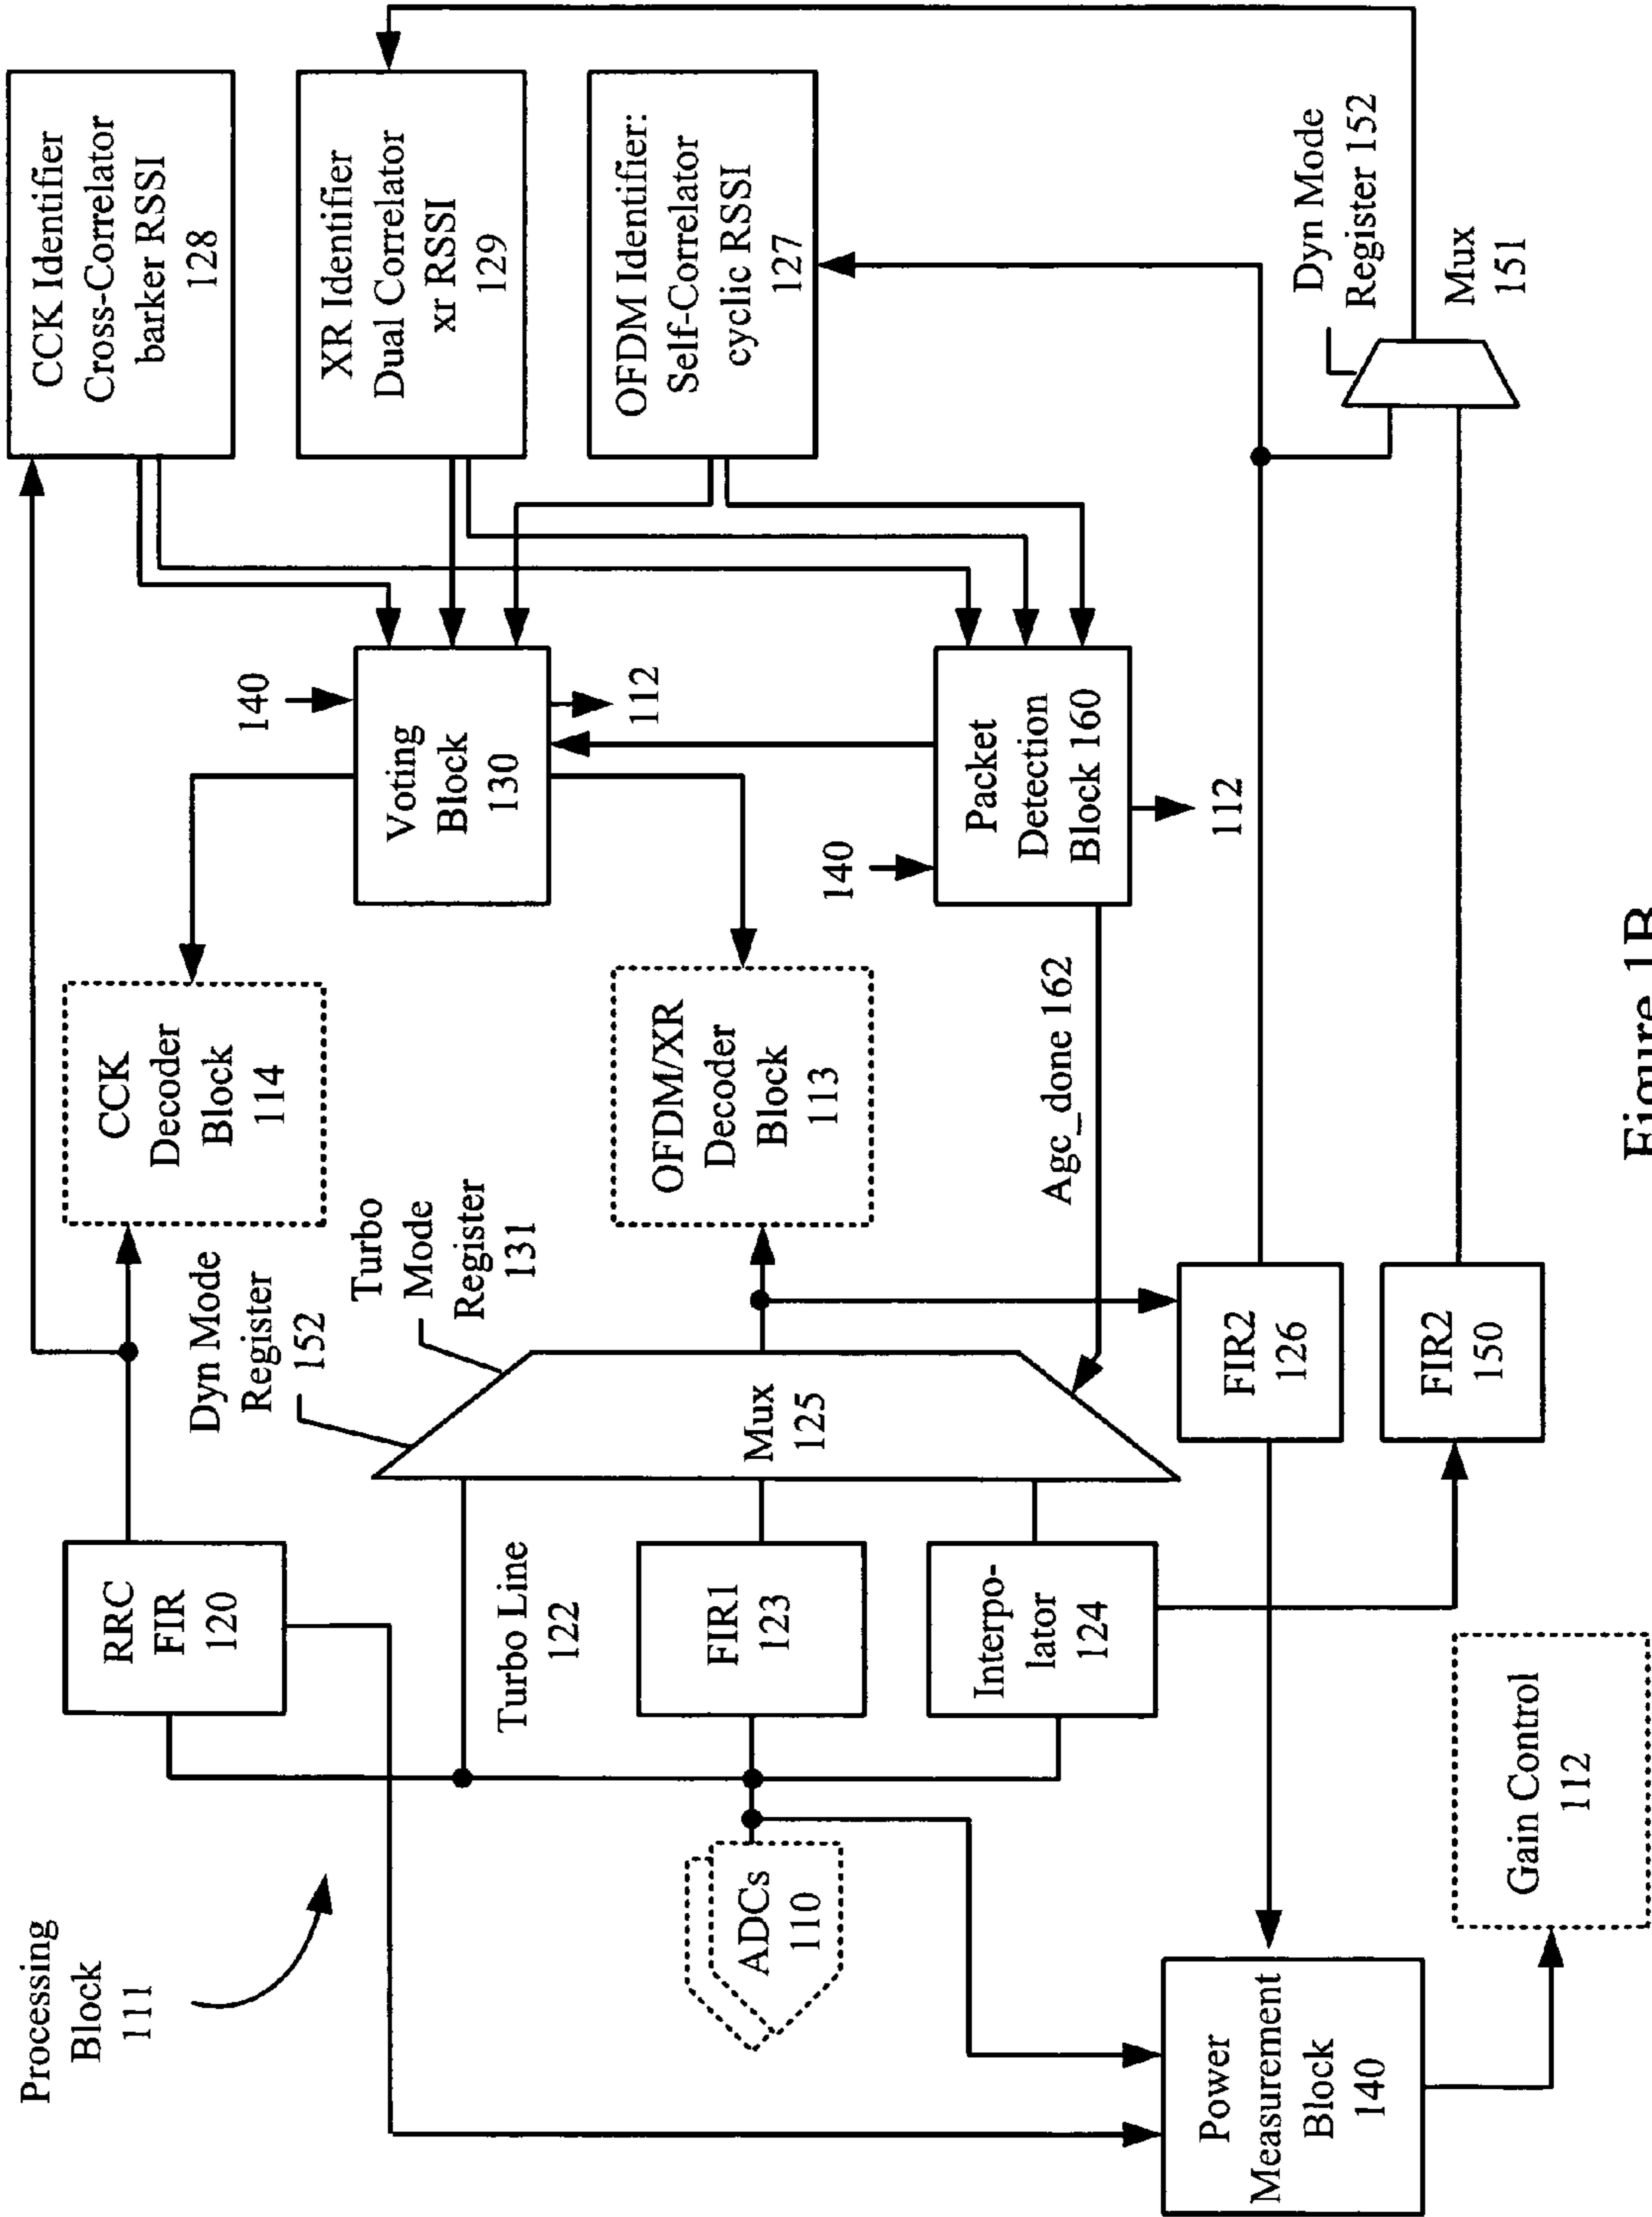 Processing
Block
111
RRC
FIR
120
Dyn Mode
Register
152
Turbo
Mode
Register
131
CCK
Decoder
Block
114
CCK Identifier
Cross-Correlator
barker RSSI
128
XR Identifier
Dual Correlator
xr RSSI
129
OFDM Identifier:
Self-Correlator
cyclic RSSI
127
140
Voting
Block
130
112
Turbo Line
122
ADCs
110
FIR1
123
Mux
125
OFDM/XR
Decoder
Block
113
140
Packet
Detection
Block 160
112
Interpo-
lator
124
Agc_done 162
Power
Measurement
Block
140
Gain Control
112
FIR2
126
FIR2
150
Dyn Mode
Register 152
Mux
151
Figure 1B